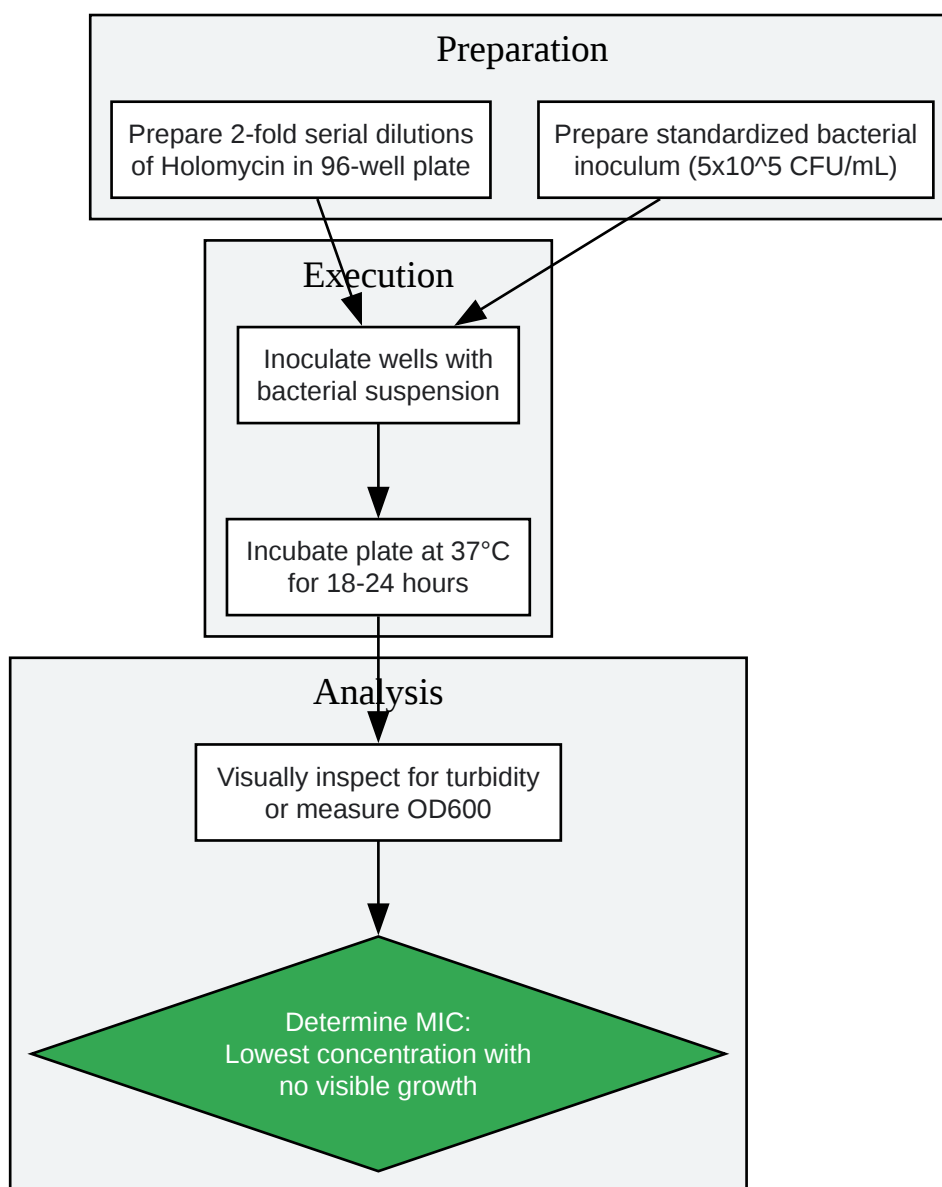 Preparation
Prepare 2-fold serial dilutions
of Holomycin in 96-well plate
Prepare standardized bacterial
inoculum (5x10^5 CFU/mL)
Execution
Inoculate wells with
bacterial suspension
Incubate plate at 37°C
for 18-24 hours
Analysis
Visually inspect for turbidity
or measure OD600
Determine MIC:
Lowest concentration with
no visible growth